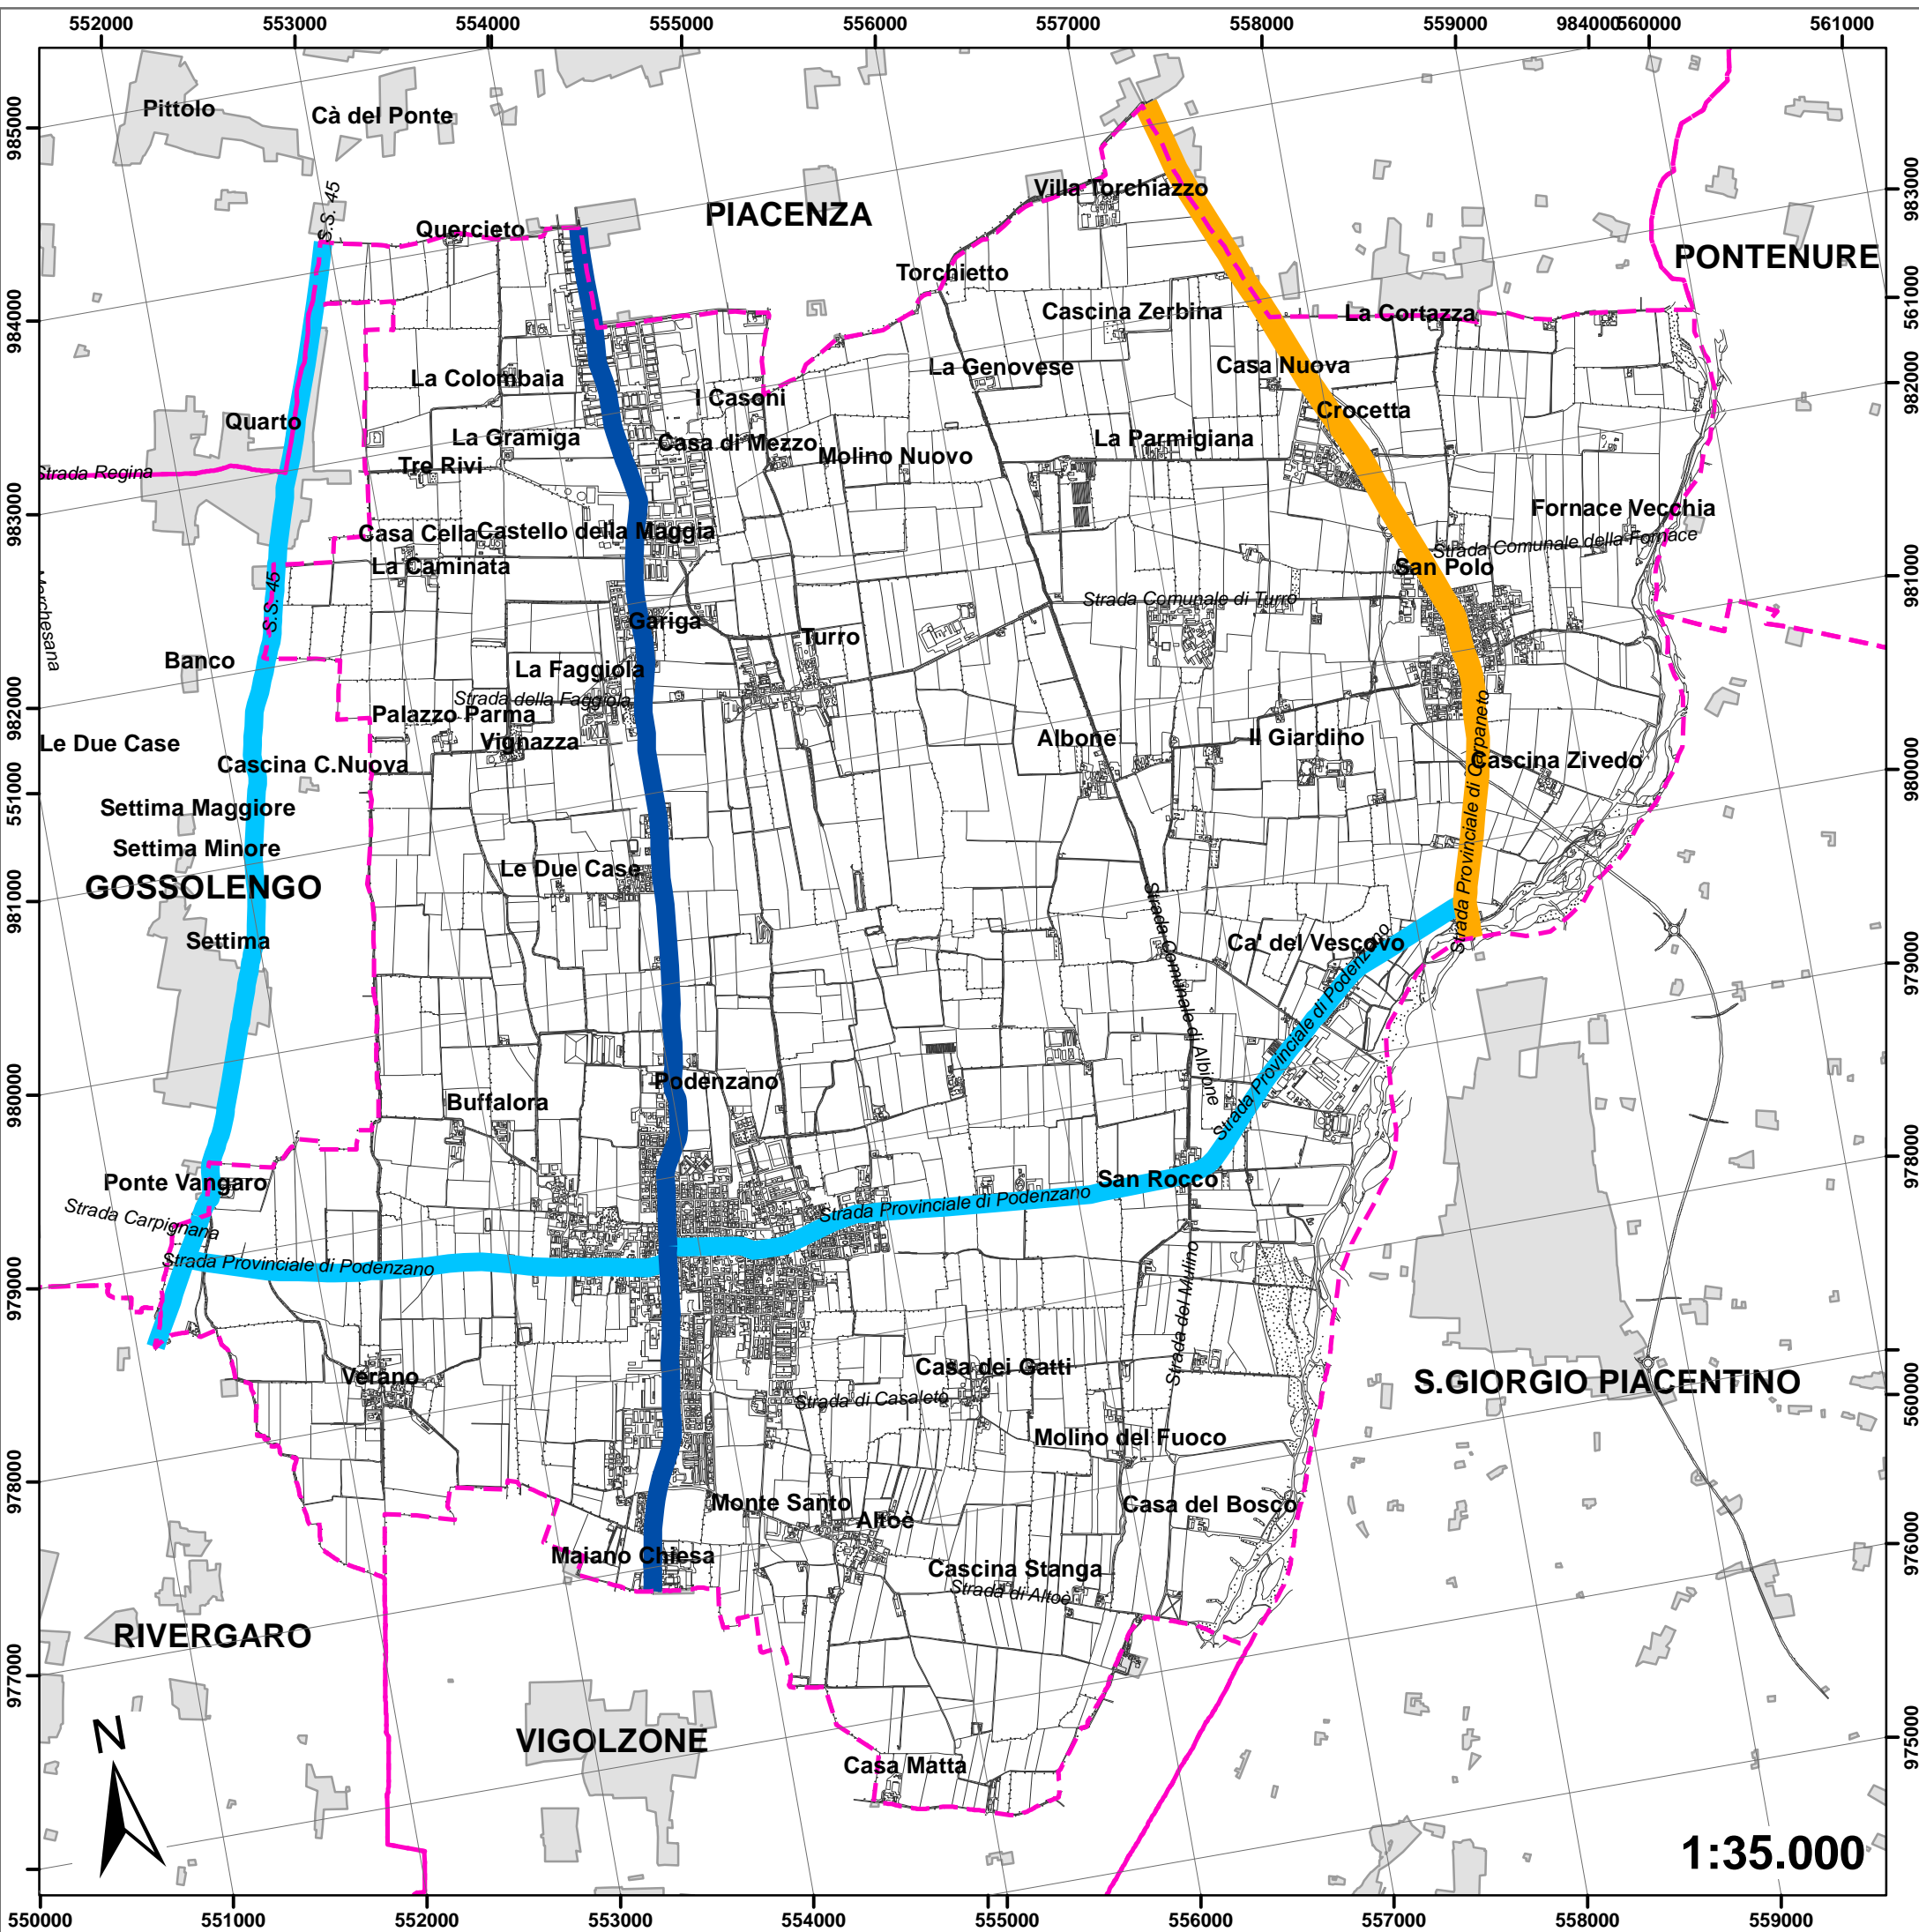 552000 553000 554000 555000 556000 557000 558000 559000 984000 560000 561000
985000
984000
983000
982000
551000
981000
980000
979000
978000
977000
983000
561000
982000
981000
980000
979000
978000
560000
976000
975000
Pittolo
Cà del Ponte
S.S. 45
Quercieto
PIACENZA
Villa Torchiazzo
PONTENURE
Torchietto
Cascina Zerbina
La Cortazza
La Genovese
Casa Nuova
La Colombaia
I Casoni
Crocetta
Quarto
La Gramiga
Casa di Mezzo
La Parmigiana
Tre Rivi
Molino Nuovo
Strada Regina
Fornace Vecchia
Casa Cella
Castello della Maggia
Strada Comunale della Fornace
La Caminata
San Polo
S.S. 45
Marchesana
Strada Comunale di Turro
Gariga
Turro
Banco
La Faggiola
Strada della Faggiola
Palazzo Parma
Le Due Case
Vignazza
Albone
Il Giardino
Cascina C.Nuova
Cascina Zivedo
Strada Provinciale di Carpaneto
Settima Maggiore
Settima Minore
Le Due Case
GOSSOLENGO
Settima
Ca' del Vescovo
Strada Comunale di Albione
Strada Provinciale di Podenzano
Podenzano
Buffalora
Ponte Vangaro
San Rocco
Strada Carpignana
Strada Provinciale di Podenzano
Strada Provinciale di Podenzano
Strada del Mulino
Verano
Casa dei Gatti
S.GIORGIO PIACENTINO
Strada di Casaleto
Molino del Fuoco
Monte Santo
Casa del Bosco
Altoè
Maiano Chiesa
Cascina Stanga
Strada di Altoè
RIVERGARO
VIGOLZONE
N
Casa Matta
1:35.000
550000 551000 552000 553000 554000 555000 556000 557000 558000 559000